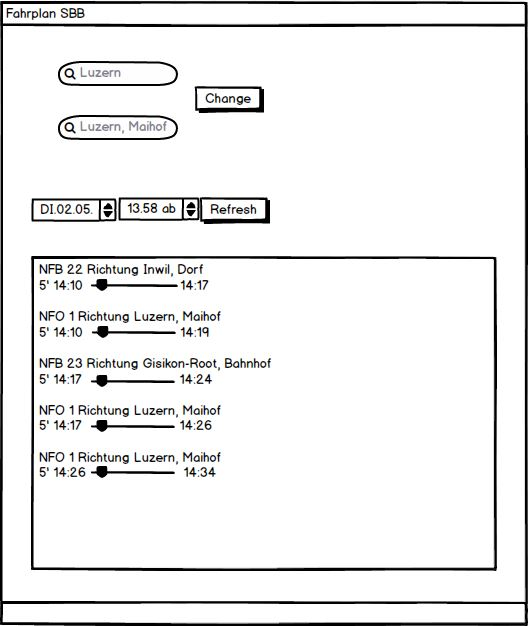 Fahrplan SBB
Luzern
Change
Luzern, Maihof
DI.02.05. 13.58 ab Refresh
NFB 22 Richtung Inwil, Dorf
5' 14:10 14:17
NFO 1 Richtung Luzern, Maihof
5' 14:10 14:19
NFB 23 Richtung Gisikon-Root, Bahnhof
5' 14:17 14:24
NFO 1 Richtung Luzern, Maihof
5' 14:17 14:26
NFO 1 Richtung Luzern, Maihof
5' 14:26 14:34